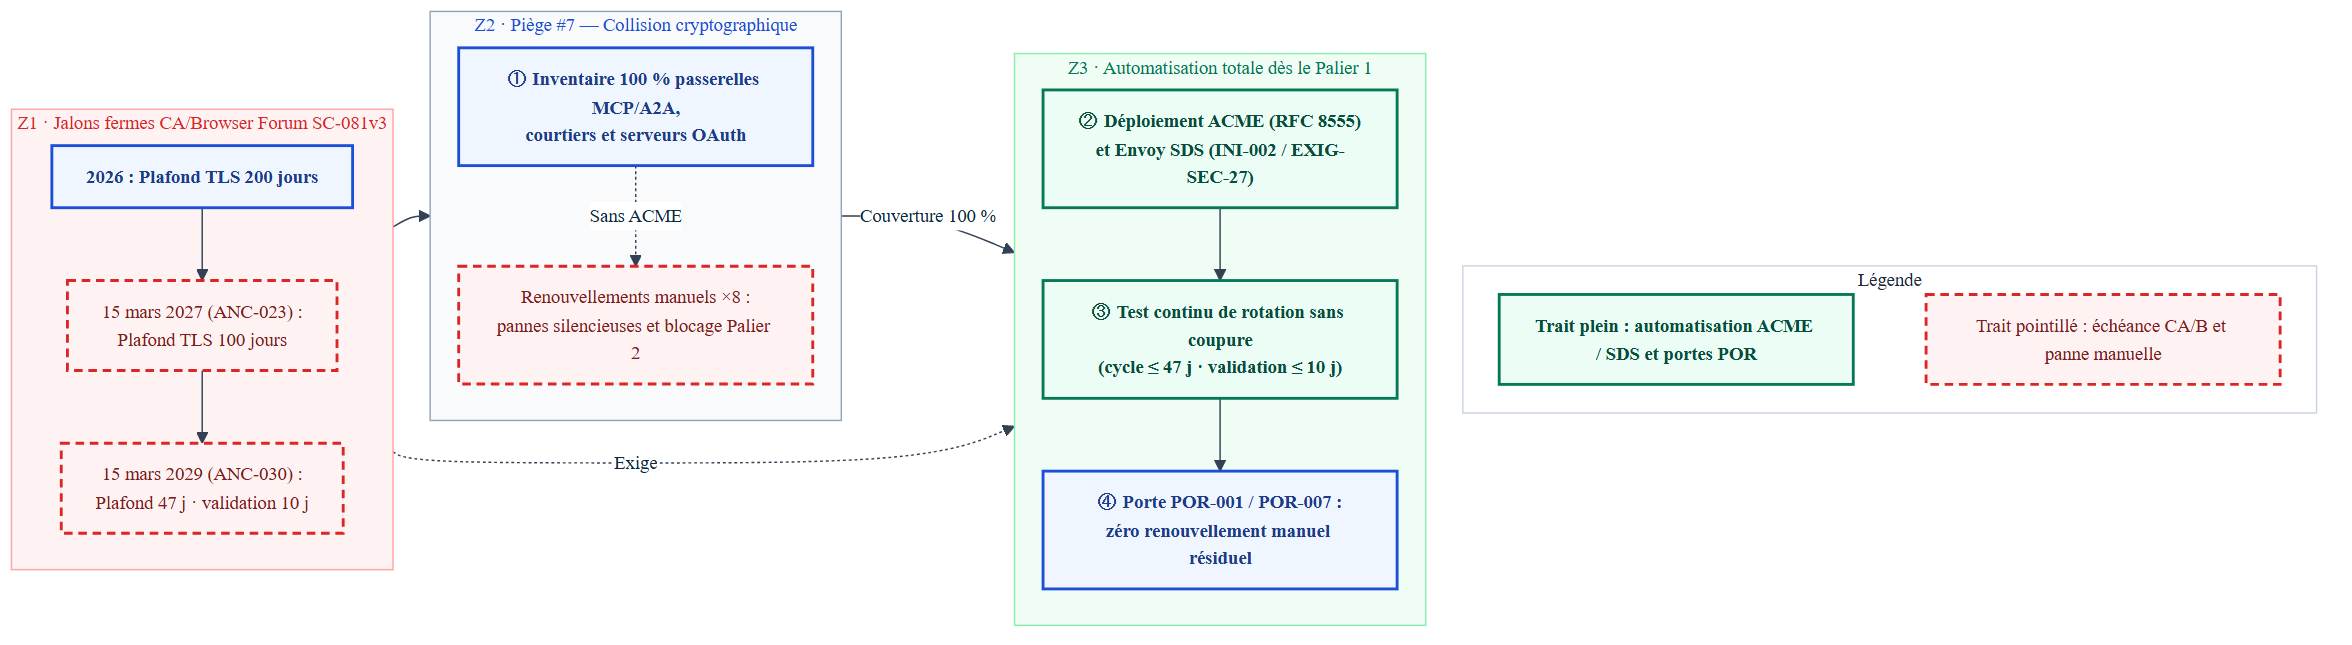 Z1 · Jalons fermes CA/Browser Forum SC-081v3
2026 : Plafond TLS 200 jours
15 mars 2027 (ANC-023) :
Plafond TLS 100 jours
15 mars 2029 (ANC-030) :
Plafond 47 j · validation 10 j
Z2 · Piège #7 — Collision cryptographique
① Inventaire 100 % passerelles
MCP/A2A,
courtiers et serveurs OAuth
Sans ACME
Renouvellements manuels ×8 :
pannes silencieuses et blocage Palier
2
Couverture 100 %
Exige
Z3 · Automatisation totale dès le Palier 1
② Déploiement ACME (RFC 8555)
et Envoy SDS (INI-002 / EXIG-
SEC-27)
③ Test continu de rotation sans
coupure
(cycle ≤ 47 j · validation ≤ 10 j)
④ Porte POR-001 / POR-007 :
zéro renouvellement manuel
résiduel
Légende
Trait plein : automatisation ACME
/ SDS et portes POR
Trait pointillé : échéance CA/B et
panne manuelle